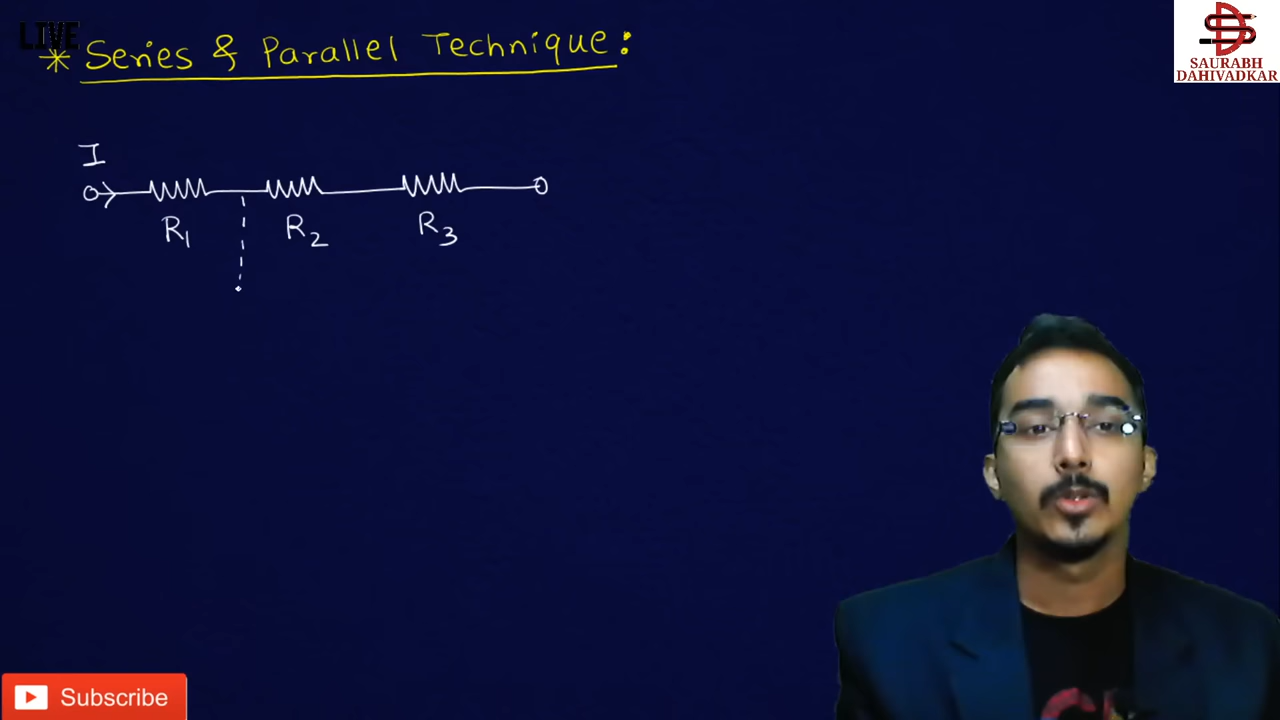 LIVE
* Series & Parallel Technique:
SAURABH
DAHIVADKAR
I
R1 R2 R3
Subscribe